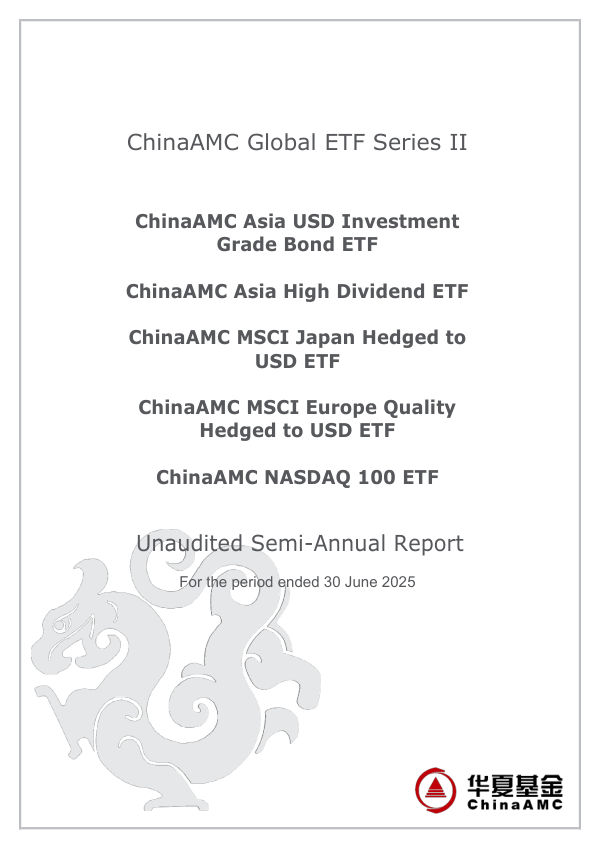 ChinaAMC Global ETF Series II
ChinaAMC Asia USD Investment
Grade Bond ETF
ChinaAMC Asia High Dividend ETF
ChinaAMC MSCI Japan Hedged to
USD ETF
ChinaAMC MSCI Europe Quality
Hedged to USD ETF
ChinaAMC NASDAQ 100 ETF
Unaudited Semi-Annual Report
For the period ended 30 June 2025
华夏基金
ChinaAMC